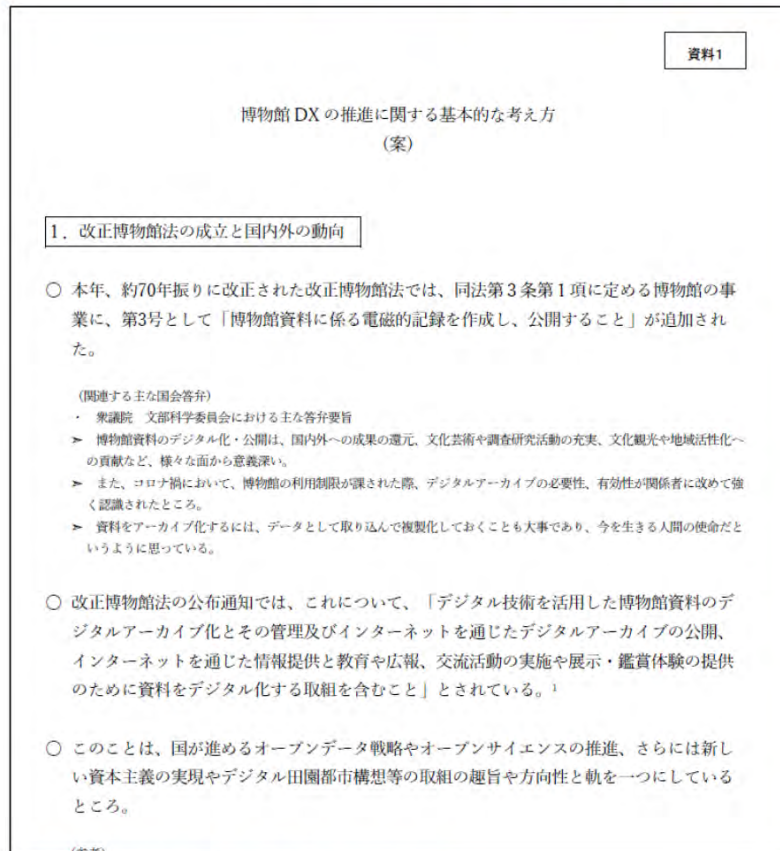 資料1
博物館 DX の推進に関する基本的な考え方
(案)
1．改正博物館法の成立と国内外の動向
○ 本年、約70年振りに改正された改正博物館法では、同法第３条第１項に定める博物館の事
業に、第3号として「博物館資料に係る電磁的記録を作成し、公開すること」が追加され
た。
（関連する主な国会答弁）
・ 衆議院 文部科学委員会における主な答弁要旨
➢ 博物館資料のデジタル化・公開は、国内外への成果の還元、文化芸術や調査研究活動の充実、文化観光や地域活性化へ
の貢献など、様々な面から意義深い。
➢ また、コロナ禍において、博物館の利用制限が課された際、デジタルアーカイブの必要性、有効性が関係者に改めて強
く認識されたところ。
➢ 資料をアーカイブ化するには、データとして取り込んで複製化しておくことも大事であり、今を生きる人間の使命だと
いうように思っている。
○ 改正博物館法の公布通知では、これについて、「デジタル技術を活用した博物館資料のデ
ジタルアーカイブ化とその管理及びインターネットを通じたデジタルアーカイブの公開、
インターネットを通じた情報提供と教育や広報、交流活動の実施や展示・鑑賞体験の提供
のために資料をデジタル化する取組を含むこと」とされている。1
○ このことは、国が進めるオープンデータ戦略やオープンサイエンスの推進、さらには新し
い資本主義の実現やデジタル田園都市構想等の取組の趣旨や方向性と軌を一つにしている
ところ。